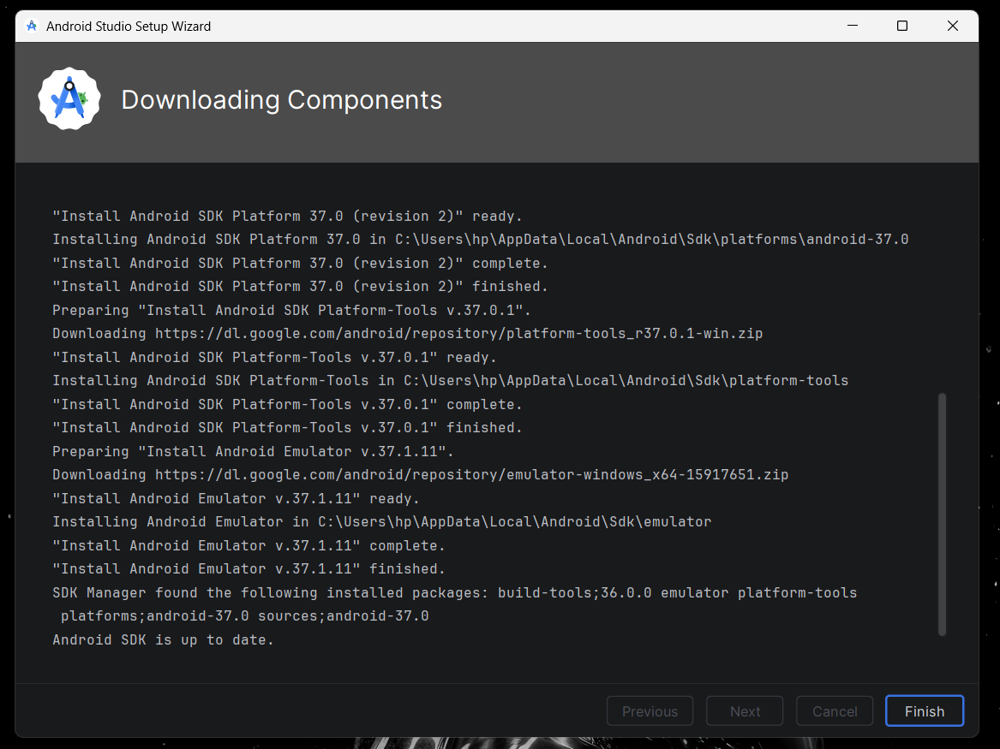 Android Studio Setup Wizard
Downloading Components
"Install Android SDK Platform 37.0 (revision 2)" ready.
Installing Android SDK Platform 37.0 in C:\Users\hp\AppData\Local\Android\Sdk\platforms\android-37.0
"Install Android SDK Platform 37.0 (revision 2)" complete.
"Install Android SDK Platform 37.0 (revision 2)" finished.
Preparing "Install Android SDK Platform-Tools v.37.0.1".
Downloading https://dl.google.com/android/repository/platform-tools_r37.0.1-win.zip
"Install Android SDK Platform-Tools v.37.0.1" ready.
Installing Android SDK Platform-Tools in C:\Users\hp\AppData\Local\Android\Sdk\platform-tools
"Install Android SDK Platform-Tools v.37.0.1" complete.
"Install Android SDK Platform-Tools v.37.0.1" finished.
Preparing "Install Android Emulator v.37.1.11".
Downloading https://dl.google.com/android/repository/emulator-windows_x64-15917651.zip
"Install Android Emulator v.37.1.11" ready.
Installing Android Emulator in C:\Users\hp\AppData\Local\Android\Sdk\emulator
"Install Android Emulator v.37.1.11" complete.
"Install Android Emulator v.37.1.11" finished.
SDK Manager found the following installed packages: build-tools;36.0.0 emulator platform-tools
platforms;android-37.0 sources;android-37.0
Android SDK is up to date.
Previous Next Cancel Finish